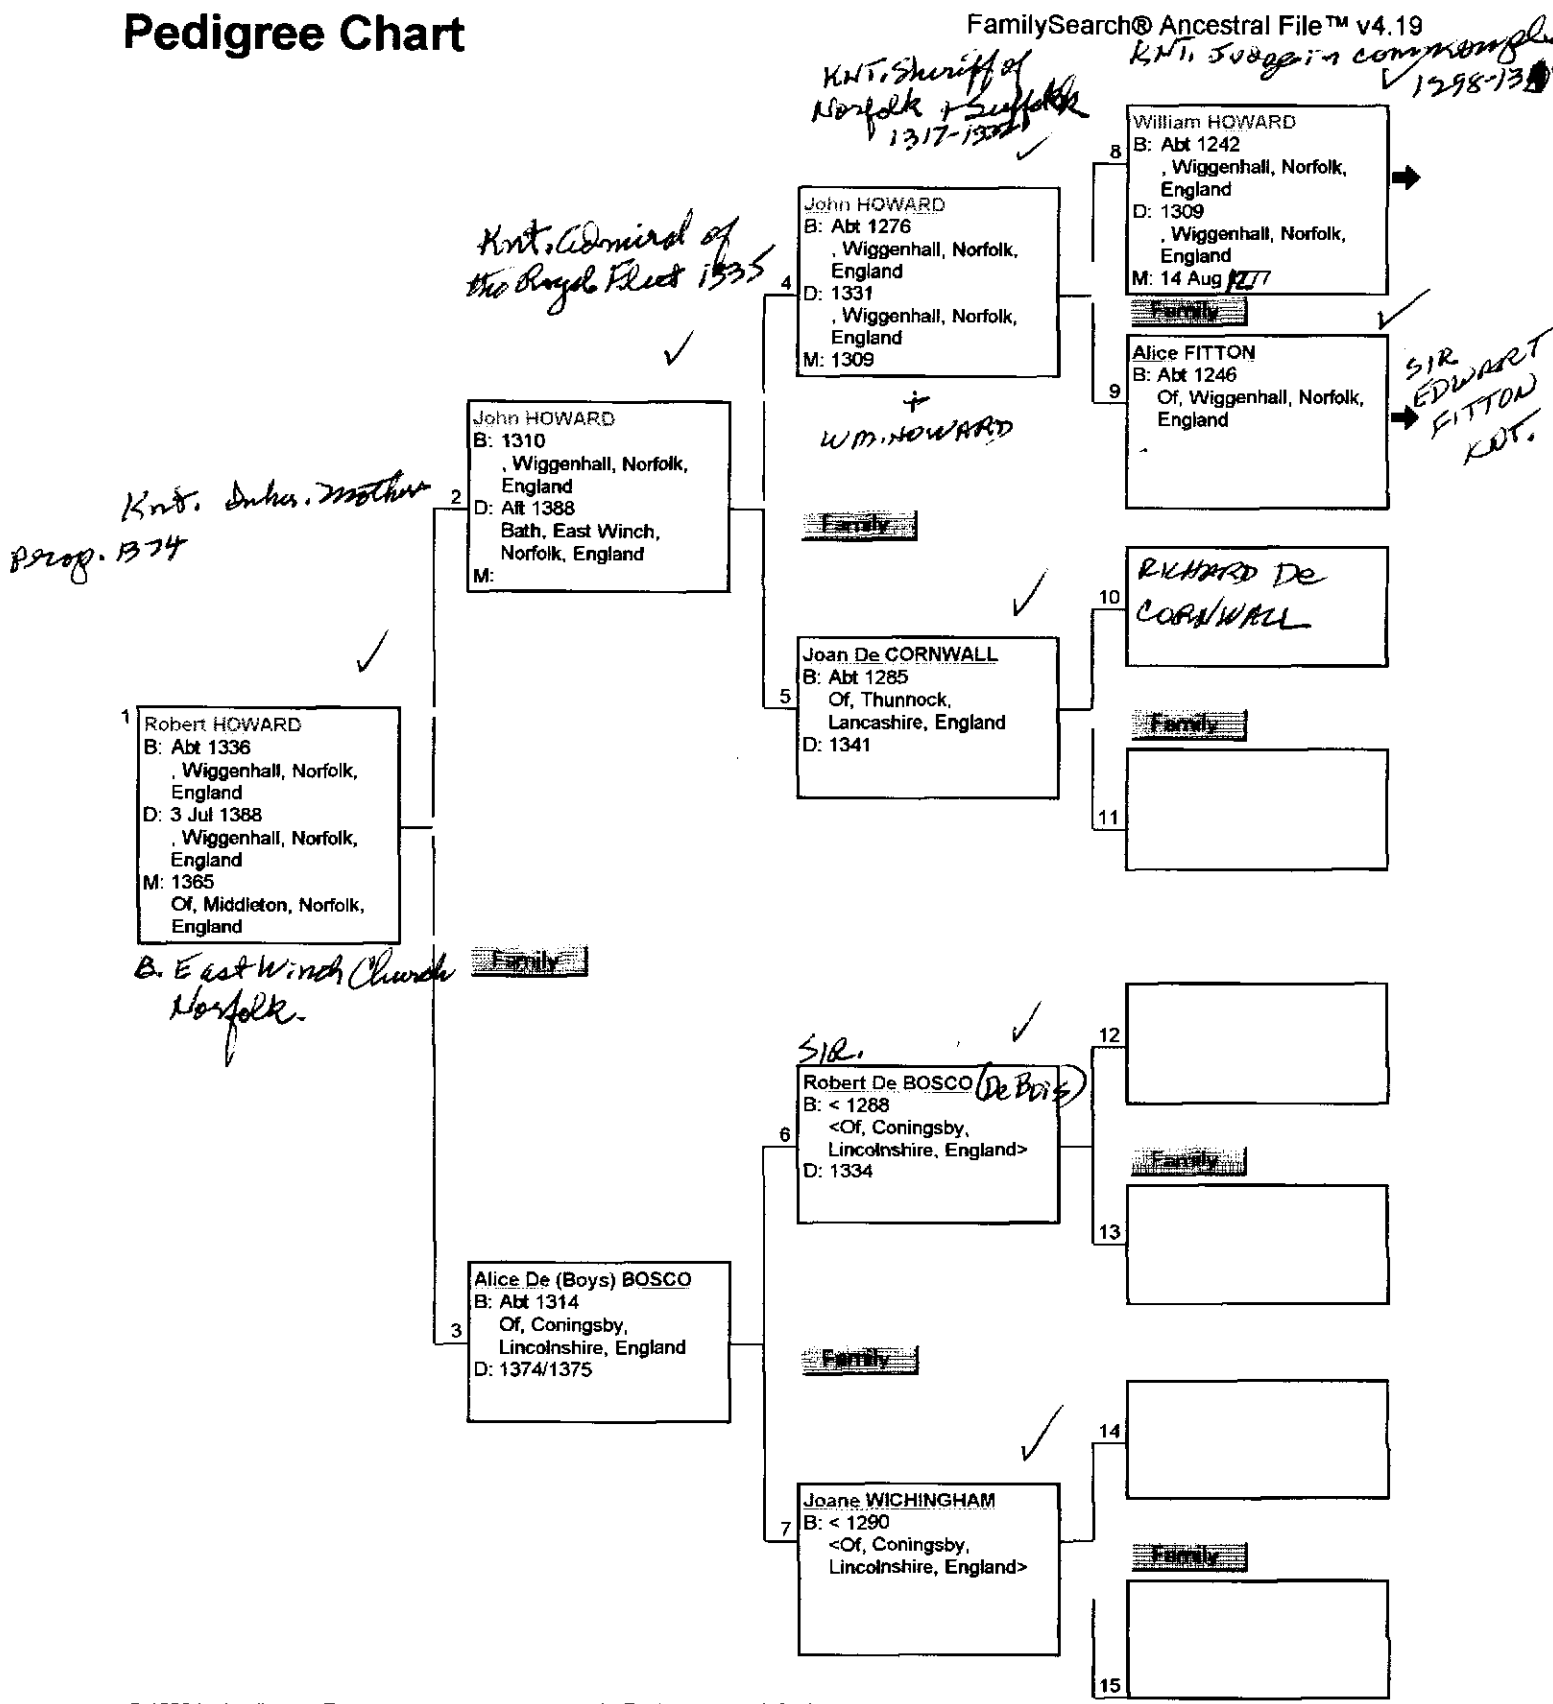 Pedigree Chart
FamilySearch® Ancestral File™ v4.19
KNT. Judge in common
1298-13
KNT. Sheriff of
Norfolk + Suffolk
1317-1322
8
William HOWARD
B: Abt 1242
, Wiggenhall, Norfolk,
England
D: 1309
, Wiggenhall, Norfolk,
England
M: 14 Aug 1277
Family
Knt. Admiral of
the Royal Fleet 1335
4
John HOWARD
B: Abt 1276
, Wiggenhall, Norfolk,
England
D: 1331
, Wiggenhall, Norfolk,
England
M: 1309
+
WM. HOWARD
Family
9
Alice FITTON
B: Abt 1246
Of, Wiggenhall, Norfolk,
England
SIR
EDWART
FITTON
KNT.
Knt. Inher. Mothers
Prop. 1374
2
John HOWARD
B: 1310
, Wiggenhall, Norfolk,
England
D: Aft 1388
Bath, East Winch,
Norfolk, England
M:
10
RICHARD De
CORNWALL
Family
5
Joan De CORNWALL
B: Abt 1285
Of, Thunnock,
Lancashire, England
D: 1341
11
1
Robert HOWARD
B: Abt 1336
, Wiggenhall, Norfolk,
England
D: 3 Jul 1388
, Wiggenhall, Norfolk,
England
M: 1365
Of, Middleton, Norfolk,
England
B. East Winch Church
Norfolk.
Family
12
SIR.
6
Robert De BOSCO (De Bois)
B: < 1288
<Of, Coningsby,
Lincolnshire, England>
D: 1334
Family
13
3
Alice De (Boys) BOSCO
B: Abt 1314
Of, Coningsby,
Lincolnshire, England
D: 1374/1375
Family
14
7
Joane WICHINGHAM
B: < 1290
<Of, Coningsby,
Lincolnshire, England>
Family
15